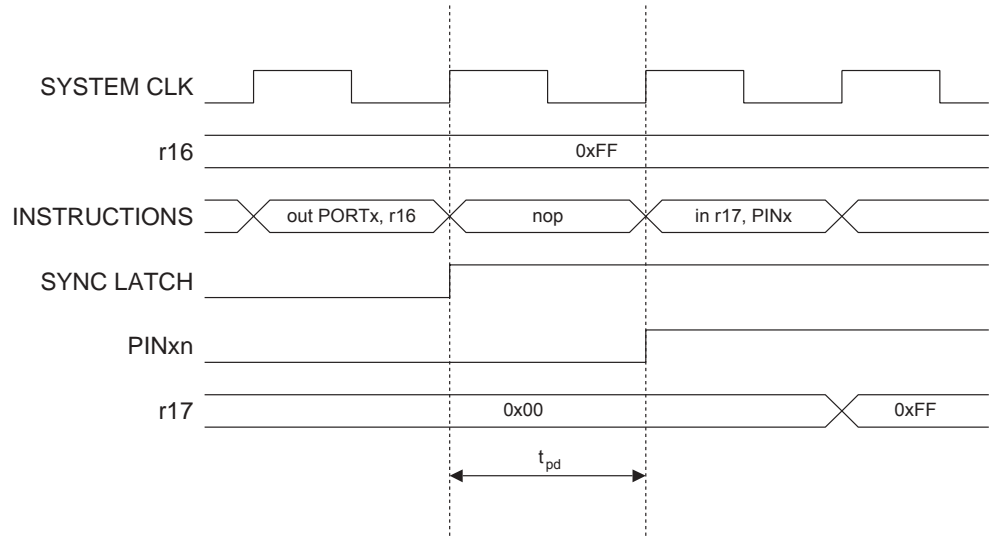 SYSTEM CLK
r16
0xFF
INSTRUCTIONS
out PORTx, r16
nop
in r17, PINx
SYNC LATCH
PINxn
r17
0x00
0xFF
tpd